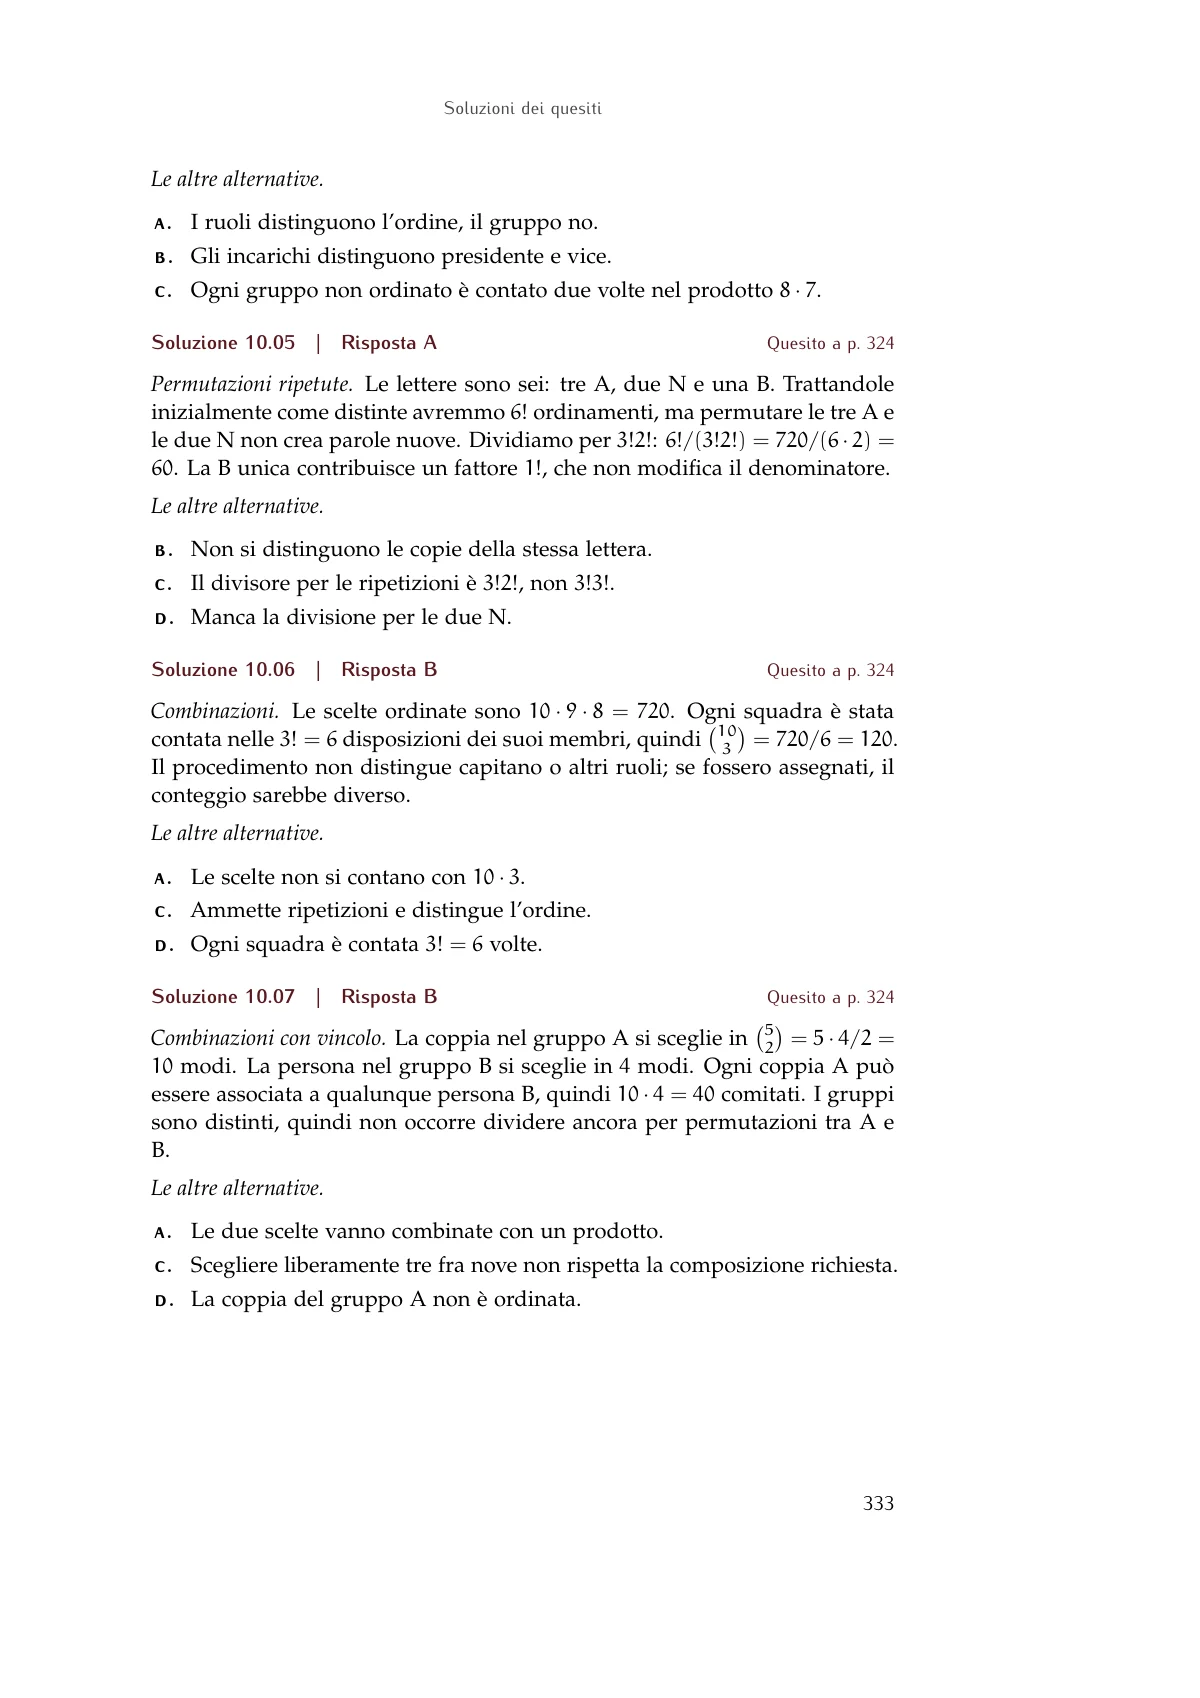 Soluzioni dei quesiti
Le altre alternative.
A. I ruoli distinguono l'ordine, il gruppo no.
B. Gli incarichi distinguono presidente e vice.
C. Ogni gruppo non ordinato è contato due volte nel prodotto 8 · 7.
Soluzione 10.05 | Risposta A Quesito a p. 324
Permutazioni ripetute. Le lettere sono sei: tre A, due N e una B. Trattandole
inizialmente come distinte avremmo 6! ordinamenti, ma permutare le tre A e
le due N non crea parole nuove. Dividiamo per 3!2!: 6!/(3!2!) = 720/(6 · 2) =
60. La B unica contribuisce un fattore 1!, che non modifica il denominatore.
Le altre alternative.
B. Non si distinguono le copie della stessa lettera.
C. Il divisore per le ripetizioni è 3!2!, non 3!3!.
D. Manca la divisione per le due N.
Soluzione 10.06 | Risposta B Quesito a p. 324
Combinazioni. Le scelte ordinate sono 10 · 9 · 8 = 720. Ogni squadra è stata
contata nelle 3! = 6 disposizioni dei suoi membri, quindi (10 3) = 720/6 = 120.
Il procedimento non distingue capitano o altri ruoli; se fossero assegnati, il
conteggio sarebbe diverso.
Le altre alternative.
A. Le scelte non si contano con 10 · 3.
C. Ammette ripetizioni e distingue l'ordine.
D. Ogni squadra è contata 3! = 6 volte.
Soluzione 10.07 | Risposta B Quesito a p. 324
Combinazioni con vincolo. La coppia nel gruppo A si sceglie in (5 2) = 5 · 4/2 =
10 modi. La persona nel gruppo B si sceglie in 4 modi. Ogni coppia A può
essere associata a qualunque persona B, quindi 10 · 4 = 40 comitati. I gruppi
sono distinti, quindi non occorre dividere ancora per permutazioni tra A e
B.
Le altre alternative.
A. Le due scelte vanno combinate con un prodotto.
C. Scegliere liberamente tre fra nove non rispetta la composizione richiesta.
D. La coppia del gruppo A non è ordinata.
333